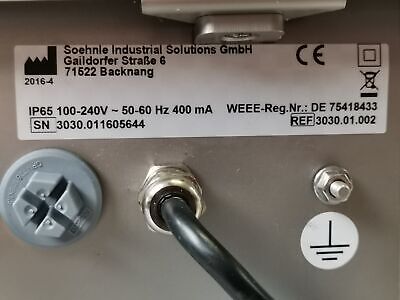 Soehnle Industrial Solutions GmbH
Gaildorfer Straße 6
71522 Backnang
2016-4
CE
IP65 100-240V ~ 50-60 Hz 400 mA WEEE-Reg.Nr.: DE 75418433
SN 3030.011605644 REF 3030.01.002